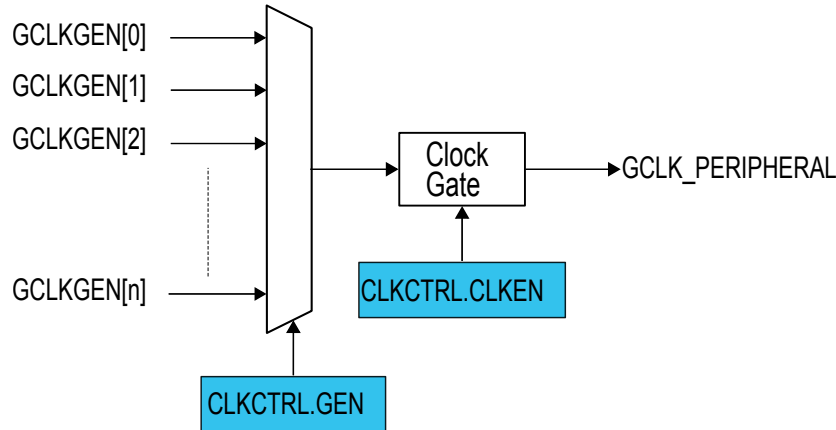 GCLKGEN[0]
GCLKGEN[1]
GCLKGEN[2]
GCLKGEN[n]
Clock
Gate
GCLK_PERIPHERAL
CLKCTRL.CLKEN
CLKCTRL.GEN